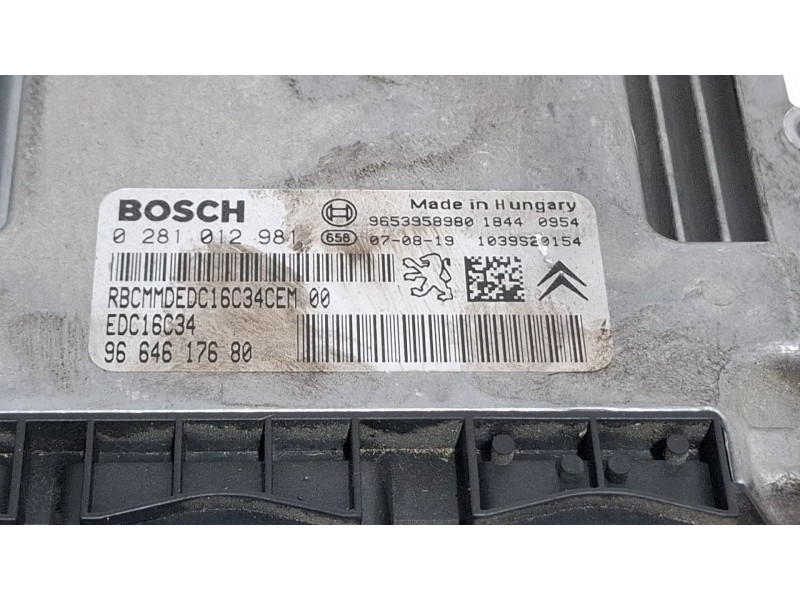 BOSCH
Made in Hungary
9653958980 1844 0954
0 281 012 981
658 07-08-19 1039S20154
RBCMMDEDC16C34CEM 00
EDC16C34
96 646 176 80